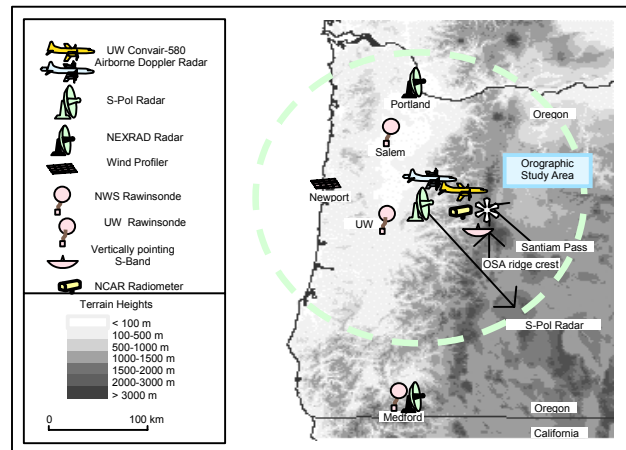 UW Convair-580
Airborne Doppler Radar
S-Pol Radar
NEXRAD Radar
Wind Profiler
NWS Rawinsonde
UW Rawinsonde
Vertically pointing
S-Band
NCAR Radiometer
Terrain Heights
< 100 m
100-500 m
500-1000 m
1000-1500 m
1500-2000 m
2000-3000 m
> 3000 m
0 100 km
Portland
Oregon
Salem
Orographic
Study Area
Newport
UW
Santiam Pass
OSA ridge crest
S-Pol Radar
Medford
Oregon
California